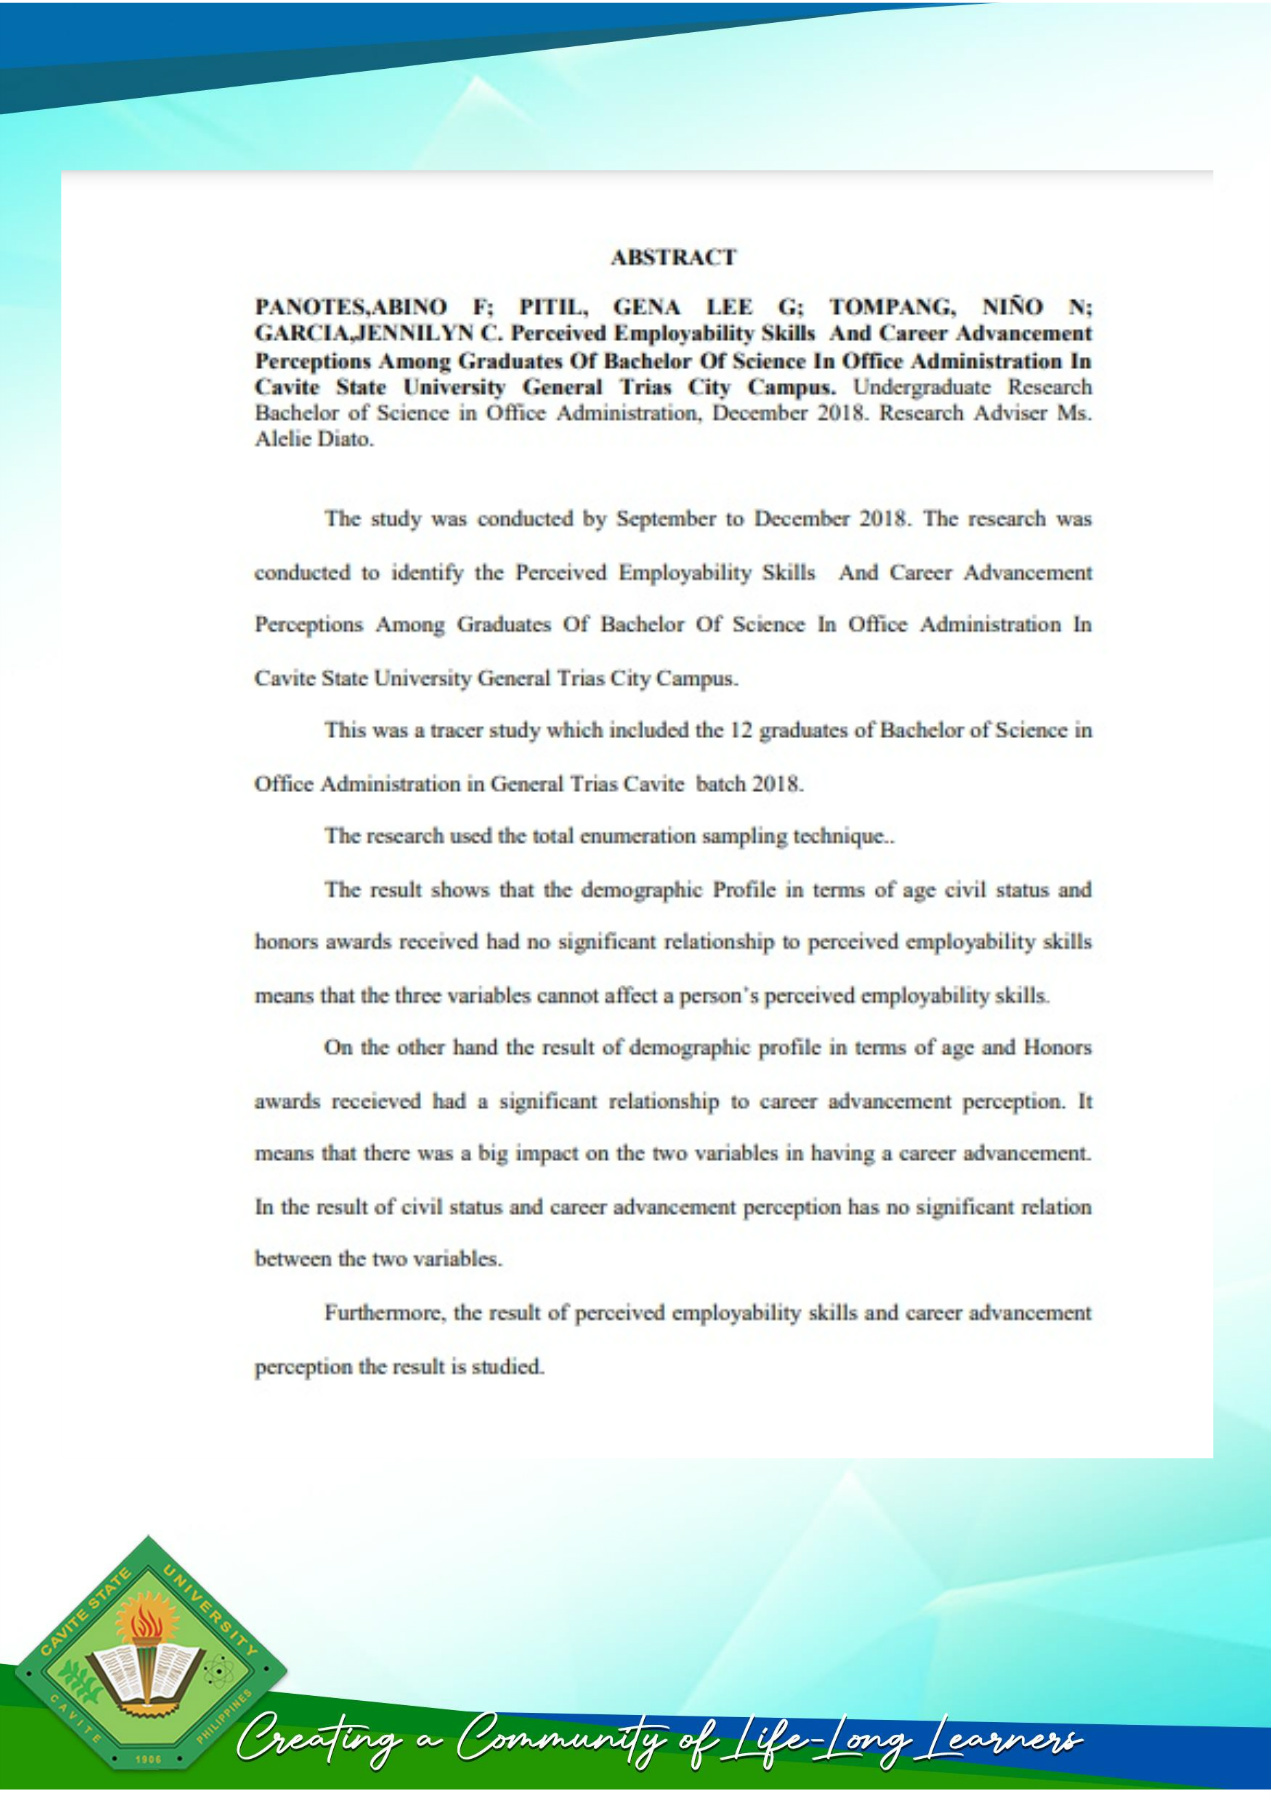 ABSTRACT
PANOTES,ABINO F; PITIL, GENA LEE G; TOMPANG, NIÑO N;
GARCIA,JENNILYN C. Perceived Employability Skills And Career Advancement
Perceptions Among Graduates Of Bachelor Of Science In Office Administration In
Cavite State University General Trias City Campus. Undergraduate Research
Bachelor of Science in Office Administration, December 2018. Research Adviser Ms.
Alelie Diato.
The study was conducted by September to December 2018. The research was
conducted to identify the Perceived Employability Skills And Career Advancement
Perceptions Among Graduates Of Bachelor Of Science In Office Administration In
Cavite State University General Trias City Campus.
This was a tracer study which included the 12 graduates of Bachelor of Science in
Office Administration in General Trias Cavite batch 2018.
The research used the total enumeration sampling technique..
The result shows that the demographic Profile in terms of age civil status and
honors awards received had no significant relationship to perceived employability skills
means that the three variables cannot affect a person's perceived employability skills.
On the other hand the result of demographic profile in terms of age and Honors
awards receieved had a significant relationship to career advancement perception. It
means that there was a big impact on the two variables in having a career advancement.
In the result of civil status and career advancement perception has no significant relation
between the two variables.
Furthermore, the result of perceived employability skills and career advancement
perception the result is studied.
CAVITE STATE UNIVERSITY
CAVITE PHILIPPINES
1906
Creating a Community of Life-Long Learners